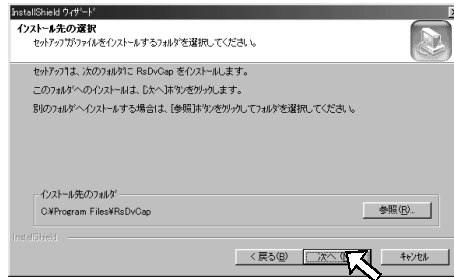 InstallShield ウィザード
インストール先の選択
セットアップがファイルをインストールするフォルダを選択してください。
セットアップは、次のフォルダに RsDvCap をインストールします。
このフォルダへのインストールは、[次へ]ボタンをクリックします。
別のフォルダへインストールする場合は、[参照]ボタンをクリックしてフォルダを選択してください。
インストール先のフォルダ
C:¥Program Files¥RsDvCap
参照(R)...
InstallShield
< 戻る(B)
次へ
キャンセル